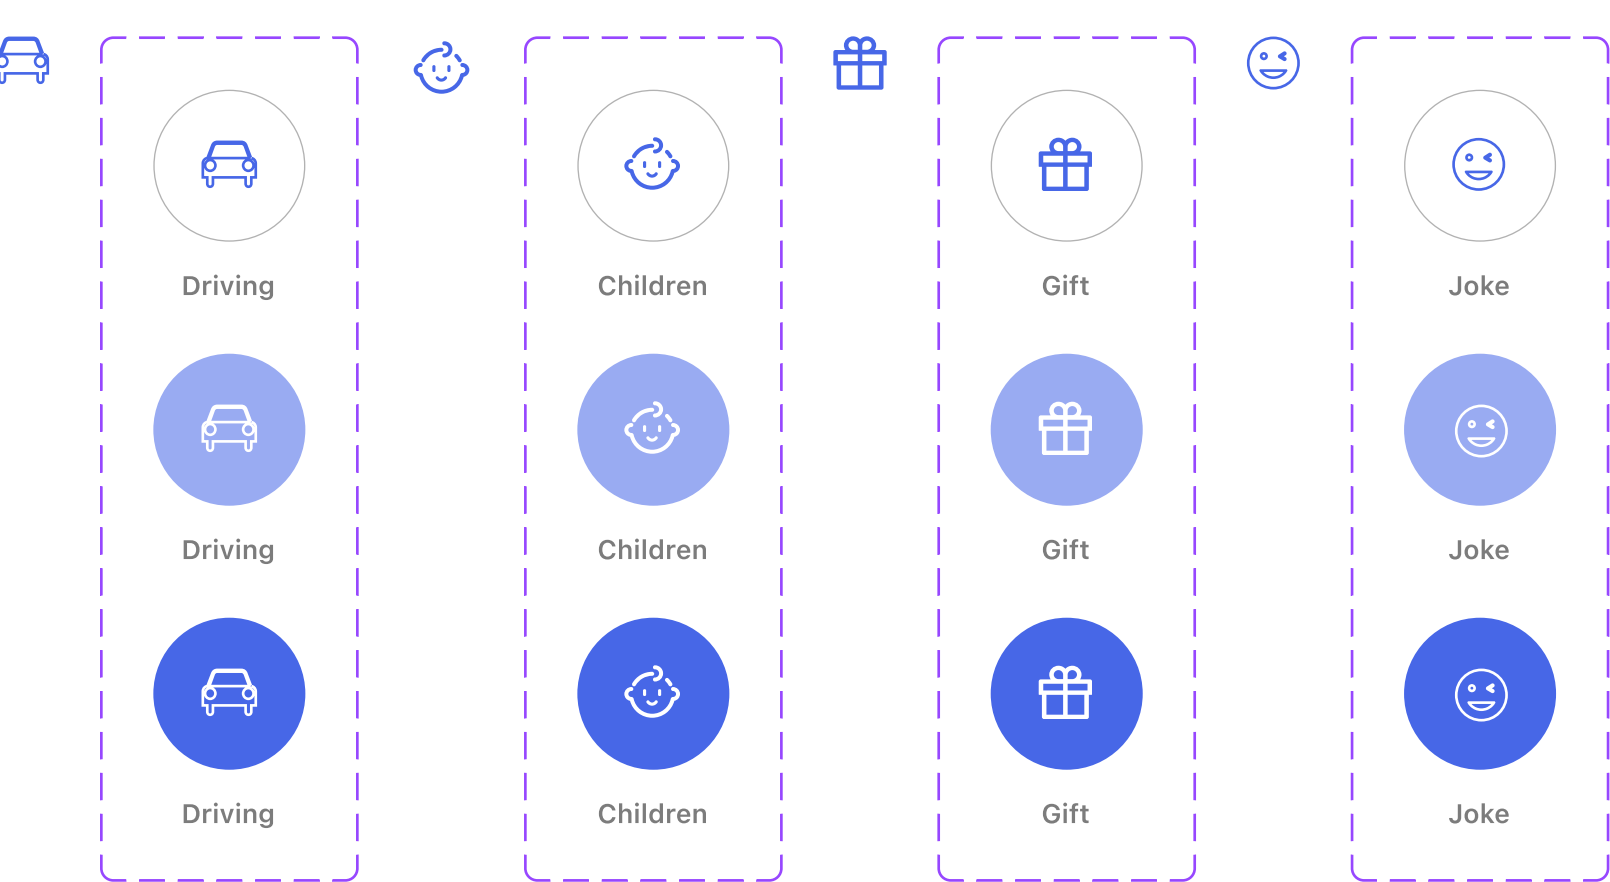 Driving
Children
Gift
Joke
Driving
Children
Gift
Joke
Driving
Children
Gift
Joke